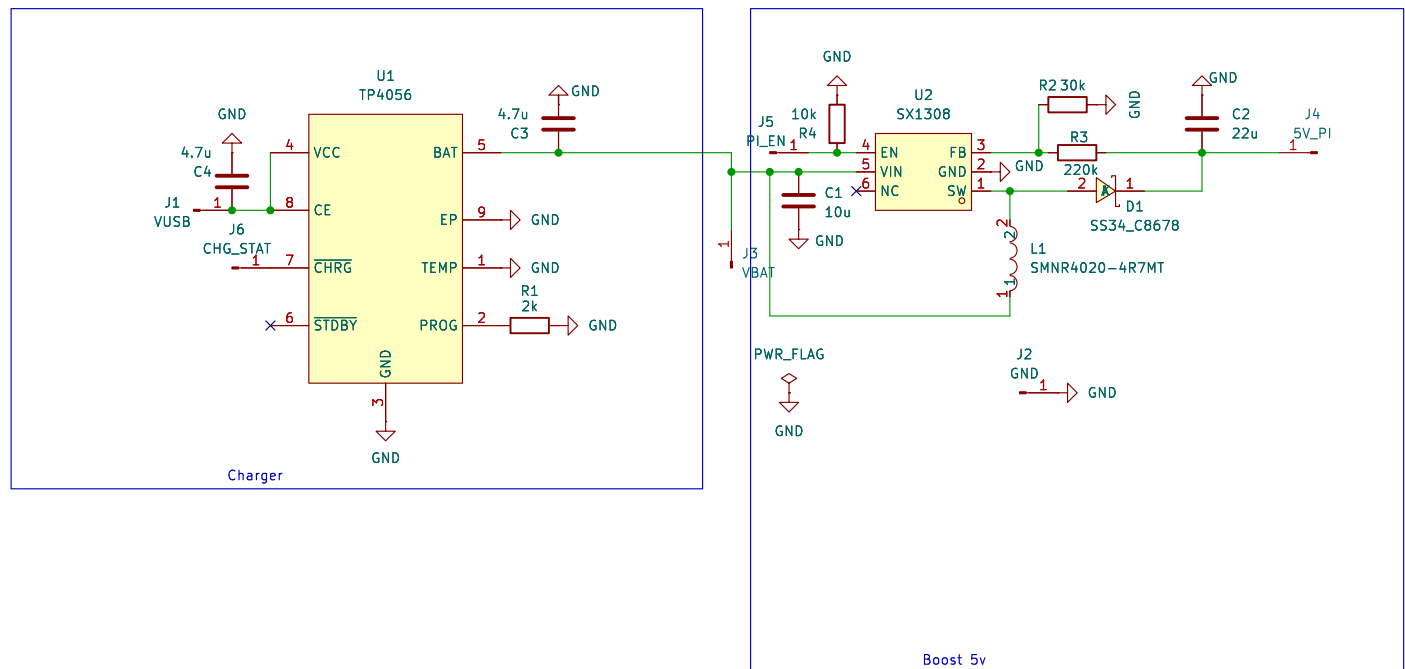 U1
TP4056
GND
4.7u
C4
J1
VUSB
1
J6
CHG_STAT
1
4
VCC
8
CE
7
CHRG
6
STDBY
BAT
5
EP
9
GND
TEMP
1
GND
PROG
2
R1
2k
GND
GND
3
GND
4.7u
C3
GND
Charger
1
J3
VBAT
GND
10k
R4
J5
PI_EN
1
U2
SX1308
4
EN
5
VIN
6
NC
FB
3
GND
2
GND
SW
1
C1
10u
GND
R2
30k
GND
R3
220k
2
A
1
D1
SS34_C8678
GND
C2
22u
J4
5V_PI
1
2
2
L1
SMNR4020-4R7MT
1
1
PWR_FLAG
GND
J2
GND
1
GND
Boost 5v